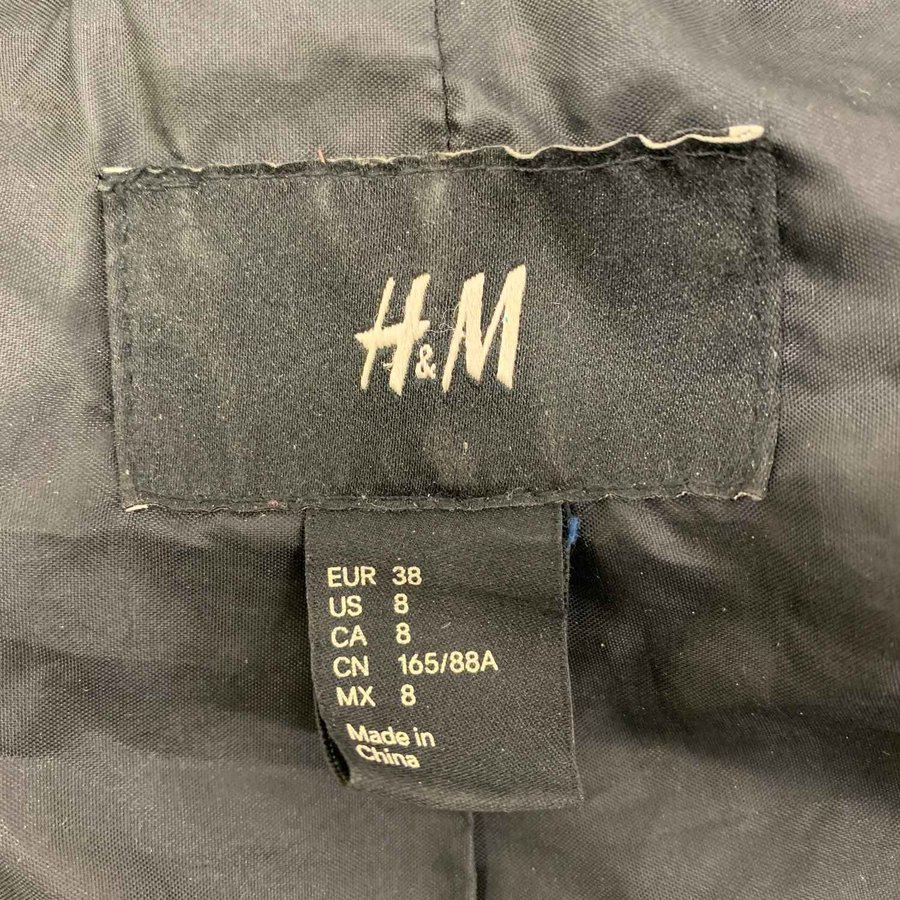 H&M
EUR 38
US 8
CA 8
CN 165/88A
MX 8
Made in
China